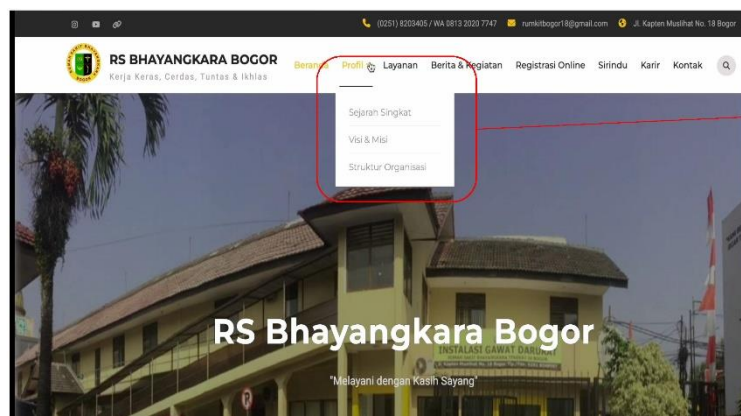 (0251) 8203405 / WA 0813 2020 7747 rumkitbogor18@gmail.com Jl. Kapten Muslihat No. 18 Bogor
RS BHAYANGKARA BOGOR
Kerja Keras, Cerdas, Tuntas & Ikhlas
Beranda Profil Layanan Berita & Kegiatan Registrasi Online Sirindu Karir Kontak
Sejarah Singkat
Visi & Misi
Struktur Organisasi
RS Bhayangkara Bogor
INSTALASI GAWAT DARURAT
"Melayani dengan Kasih Sayang"